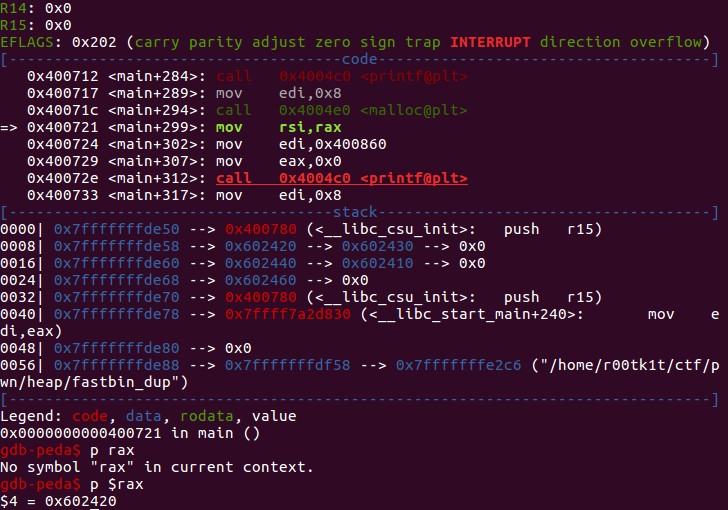 R14: 0x0
R15: 0x0
EFLAGS: 0x202 (carry parity adjust zero sign trap INTERRUPT direction overflow)
[-------------------------------------code-------------------------------------]
   0x400712 <main+284>: call   0x4004c0 <printf@plt>
   0x400717 <main+289>: mov    edi,0x8
   0x40071c <main+294>: call   0x4004e0 <malloc@plt>
=> 0x400721 <main+299>: mov    rsi,rax
   0x400724 <main+302>: mov    edi,0x400860
   0x400729 <main+307>: mov    eax,0x0
   0x40072e <main+312>: call   0x4004c0 <printf@plt>
   0x400733 <main+317>: mov    edi,0x8
[------------------------------------stack-------------------------------------]
0000| 0x7fffffffde50 --> 0x400780 (<__libc_csu_init>:	push   r15)
0008| 0x7fffffffde58 --> 0x602420 --> 0x602430 --> 0x0
0016| 0x7fffffffde60 --> 0x602440 --> 0x602410 --> 0x0
0024| 0x7fffffffde68 --> 0x602460 --> 0x0
0032| 0x7fffffffde70 --> 0x400780 (<__libc_csu_init>:	push   r15)
0040| 0x7fffffffde78 --> 0x7ffff7a2d830 (<__libc_start_main+240>:	mov    e
di,eax)
0048| 0x7fffffffde80 --> 0x0
0056| 0x7fffffffde88 --> 0x7fffffffdf58 --> 0x7fffffffe2c6 ("/home/r00tk1t/ctf/p
wn/heap/fastbin_dup")
[------------------------------------------------------------------------------]
Legend: code, data, rodata, value
0x0000000000400721 in main ()
gdb-peda$ p rax
No symbol "rax" in current context.
gdb-peda$ p $rax
$4 = 0x602420